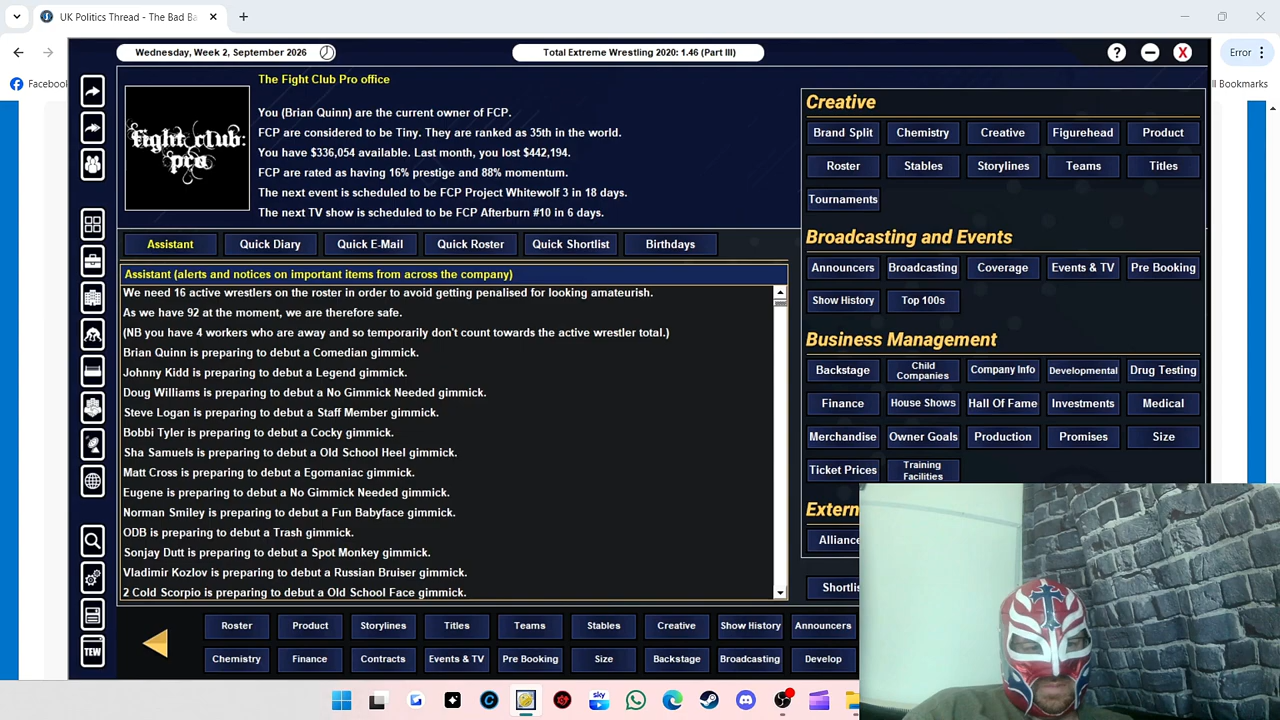 UK Politics Thread - The Bad Ba
Error
Facebook
ll Bookmarks
Wednesday, Week 2, September 2026
Total Extreme Wrestling 2020: 1.46 (Part III)
fight club:
pro
The Fight Club Pro office
You (Brian Quinn) are the current owner of FCP.
FCP are considered to be Tiny. They are ranked as 35th in the world.
You have $336,054 available. Last month, you lost $442,194.
FCP are rated as having 16% prestige and 88% momentum.
The next event is scheduled to be FCP Project Whitewolf 3 in 18 days.
The next TV show is scheduled to be FCP Afterburn #10 in 6 days.
Assistant Quick Diary Quick E-Mail Quick Roster Quick Shortlist Birthdays
Assistant (alerts and notices on important items from across the company)
We need 16 active wrestlers on the roster in order to avoid getting penalised for looking amateurish.
As we have 92 at the moment, we are therefore safe.
(NB you have 4 workers who are away and so temporarily don't count towards the active wrestler total.)
Brian Quinn is preparing to debut a Comedian gimmick.
Johnny Kidd is preparing to debut a Legend gimmick.
Doug Williams is preparing to debut a No Gimmick Needed gimmick.
Steve Logan is preparing to debut a Staff Member gimmick.
Bobbi Tyler is preparing to debut a Cocky gimmick.
Sha Samuels is preparing to debut a Old School Heel gimmick.
Matt Cross is preparing to debut a Egomaniac gimmick.
Eugene is preparing to debut a No Gimmick Needed gimmick.
Norman Smiley is preparing to debut a Fun Babyface gimmick.
ODB is preparing to debut a Trash gimmick.
Sonjay Dutt is preparing to debut a Spot Monkey gimmick.
Vladimir Kozlov is preparing to debut a Russian Bruiser gimmick.
2 Cold Scorpio is preparing to debut a Old School Face gimmick.
Creative
Brand Split Chemistry Creative Figurehead Product
Roster Stables Storylines Teams Titles
Tournaments
Broadcasting and Events
Announcers Broadcasting Coverage Events & TV Pre Booking
Show History Top 100s
Business Management
Backstage Child Companies Company Info Developmental Drug Testing
Finance House Shows Hall Of Fame Investments Medical
Merchandise Owner Goals Production Promises Size
Ticket Prices Training Facilities
Extern
Alliance
Shortlis
Roster Product Storylines Titles Teams Stables Creative Show History Announcers
Chemistry Finance Contracts Events & TV Pre Booking Size Backstage Broadcasting Develop
TEW
sky